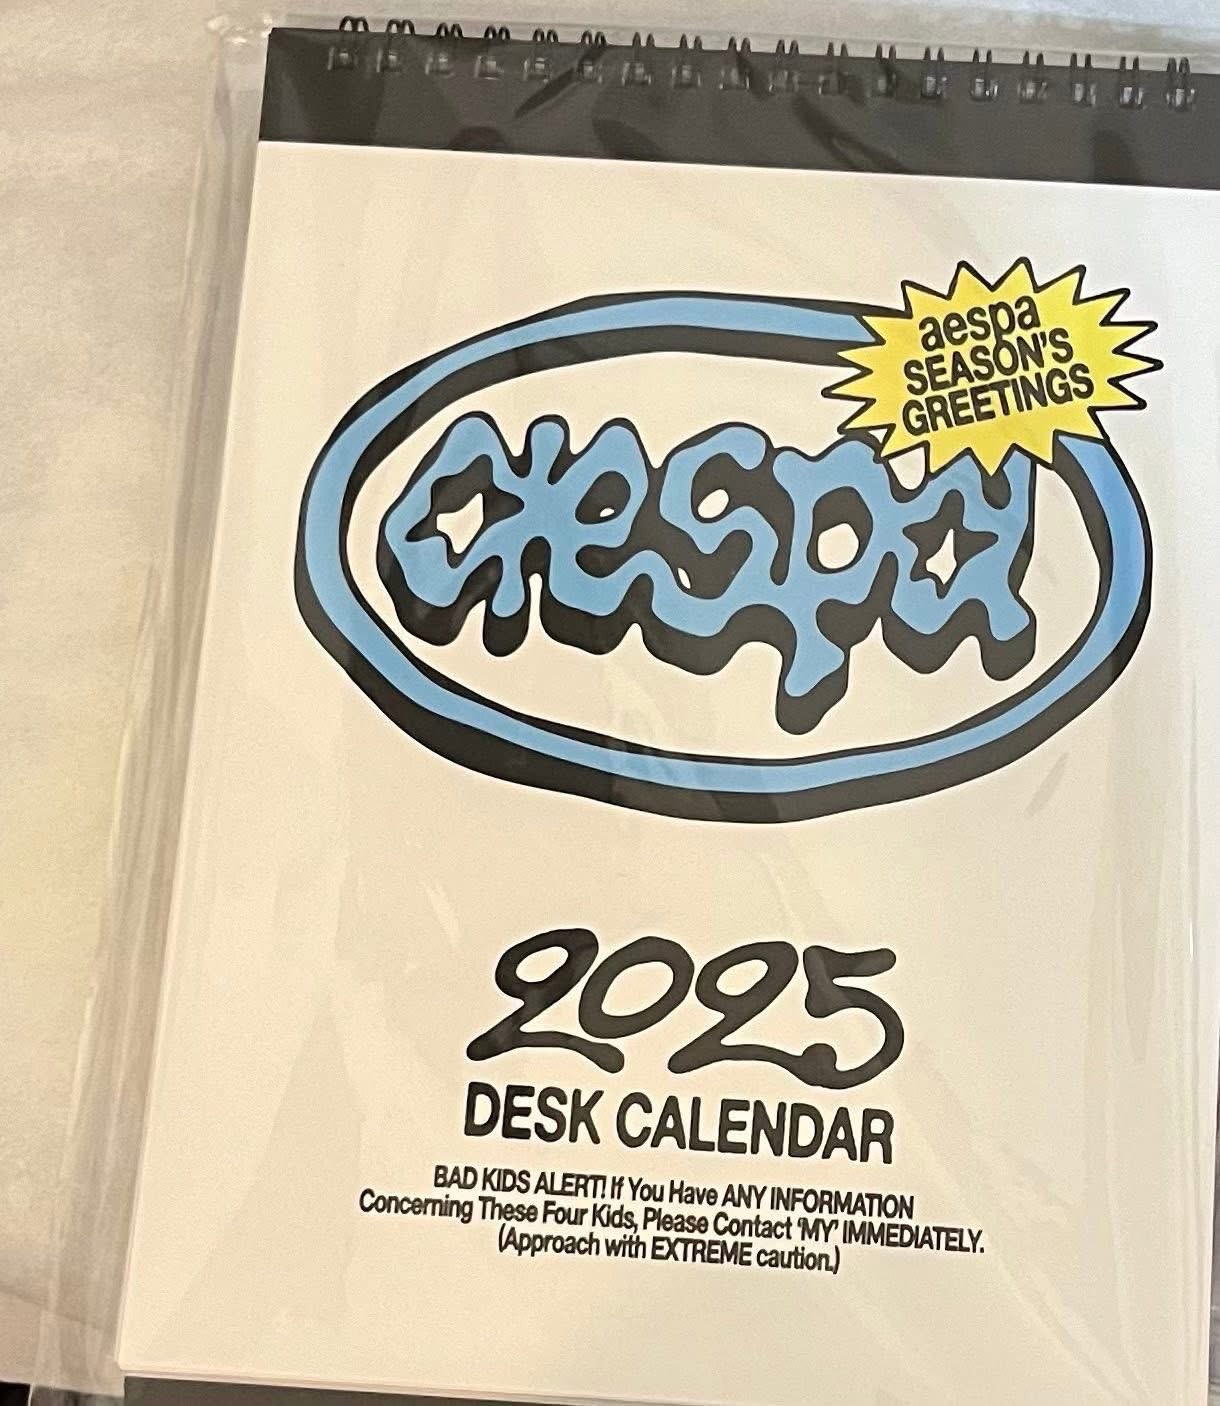 aespa
SEASON'S
GREETINGS
aespa
2025
DESK CALENDAR
BAD KIDS ALERT! If You Have ANY INFORMATION
Concerning These Four Kids, Please Contact 'MY' IMMEDIATELY.
(Approach with EXTREME caution.)